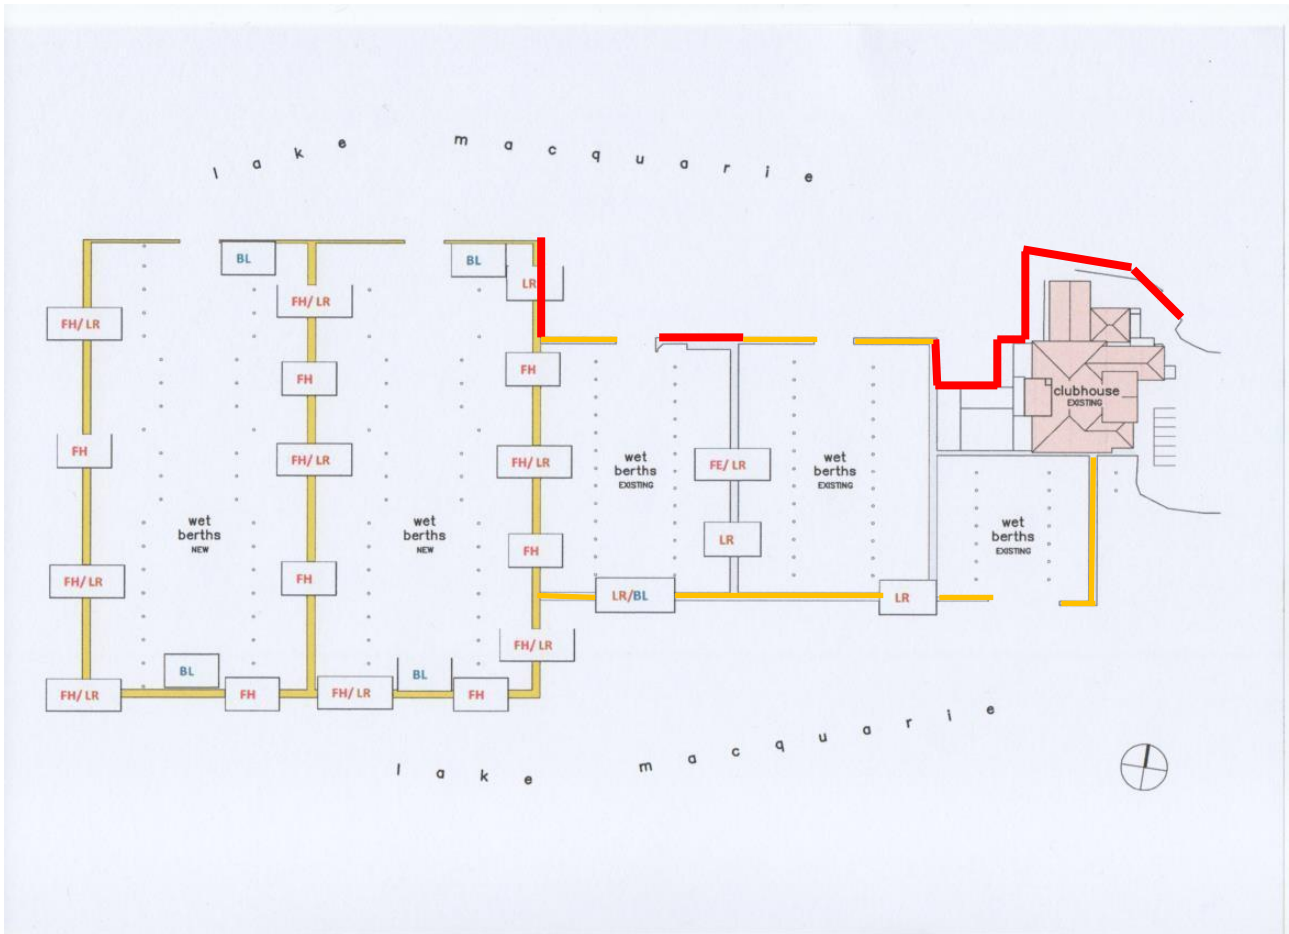 lake macquarie
BL
BL
LR
FH/ LR
FH/ LR
FH
FH
clubhouse
EXISTING
FH
FH/ LR
FH/ LR
wet
berths
EXISTING
FE/ LR
wet
berths
EXISTING
wet
berths
NEW
wet
berths
NEW
FH
LR
wet
berths
EXISTING
FH/ LR
FH
LR/BL
LR
FH/ LR
BL
BL
FH/ LR
FH
FH/ LR
FH
lake macquarie